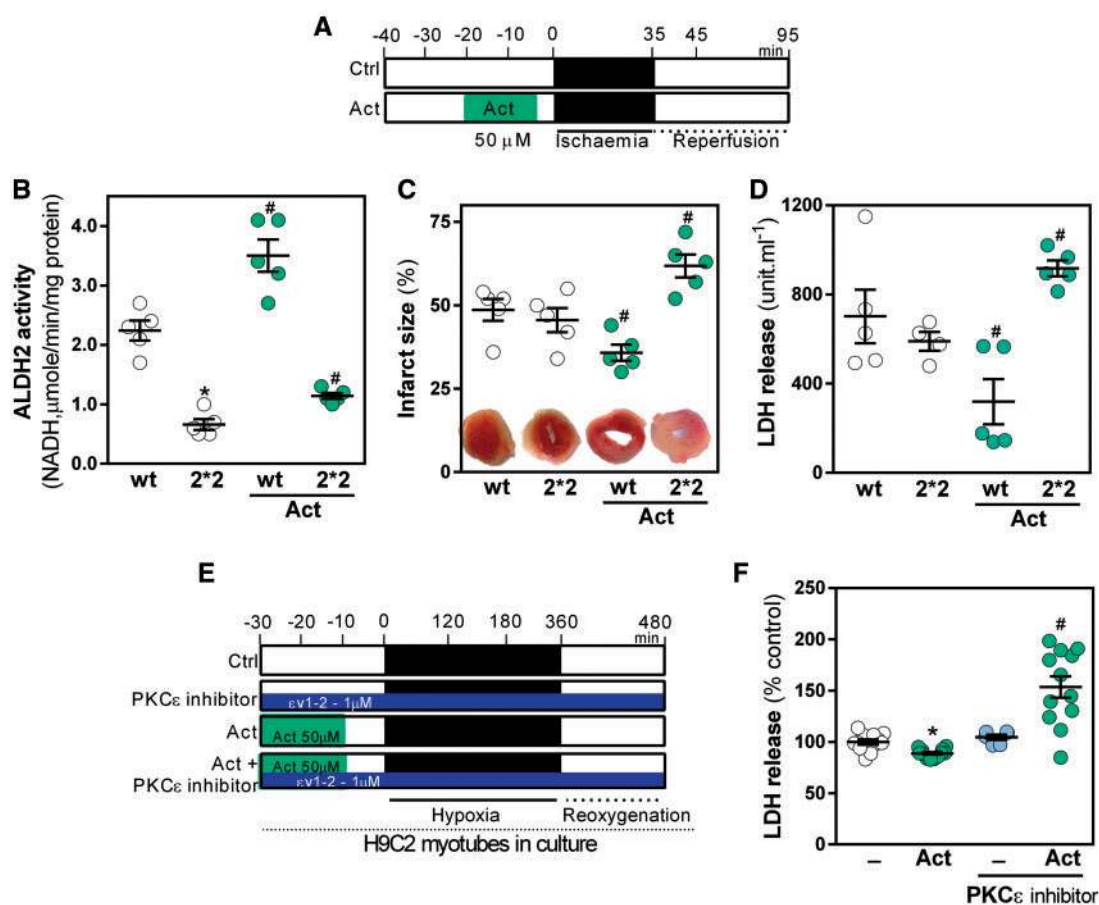 A
-40 -20 -10 0 35 45 95
min
Ctrl
Act
Act
50 μM Ischaemia Reperfusion
B
ALDH2 activity
(NADH,μmole/min/mg protein)
4.0
3.0
2.0
1.0
0.0
*
#
#
wt 2*2 wt 2*2
Act
C
Infarct size (%)
75
50
25
0
#
#
wt 2*2 wt 2*2
Act
D
LDH release (unit.ml-1)
1200
800
400
0
#
#
wt 2*2 wt 2*2
Act
E
-30 -20 -10 0 120 180 360 480
min
Ctrl
PKCε inhibitor
εv1-2 - 1μM
Act
Act 50μM
Act +
PKCε inhibitor
Act 50μM
εv1-2 - 1μM
Hypoxia Reoxygenation
H9C2 myotubes in culture
F
LDH release (% control)
250
200
150
100
50
0
*
#
– Act – Act
PKCε inhibitor